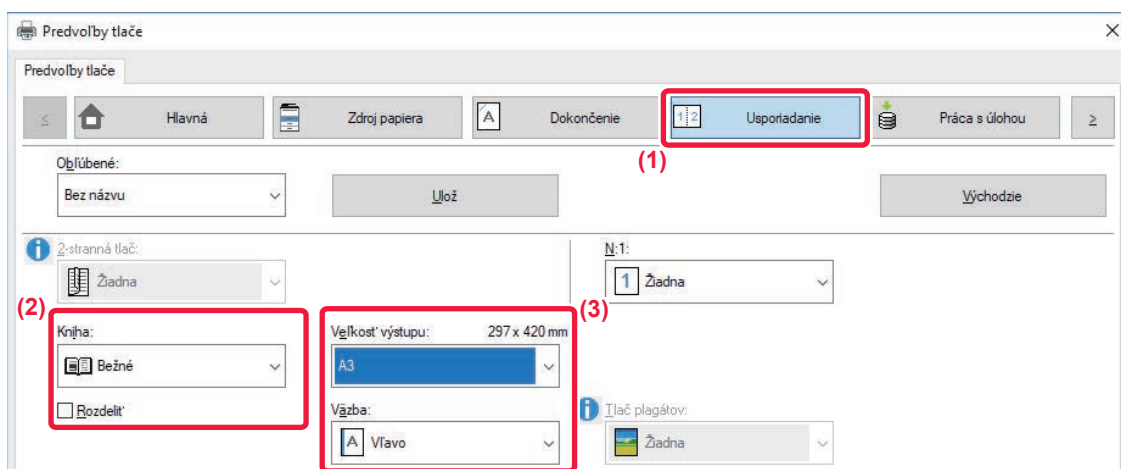 Predvoľby tlače
Predvoľby tlače
≤ Hlavná Zdroj papiera A Dokončenie 1 2 Usporiadanie Práca s úlohou ≥
(1)
Obľúbené:
Bez názvu Ulož Východzie
2-stranná tlač: N:1:
Žiadna 1 Žiadna
(2) (3)
Kniha: Veľkosť výstupu: 297 x 420 mm
Bežné A3
Rozdeliť Väzba: Tlač plagátov:
A Vľavo Žiadna